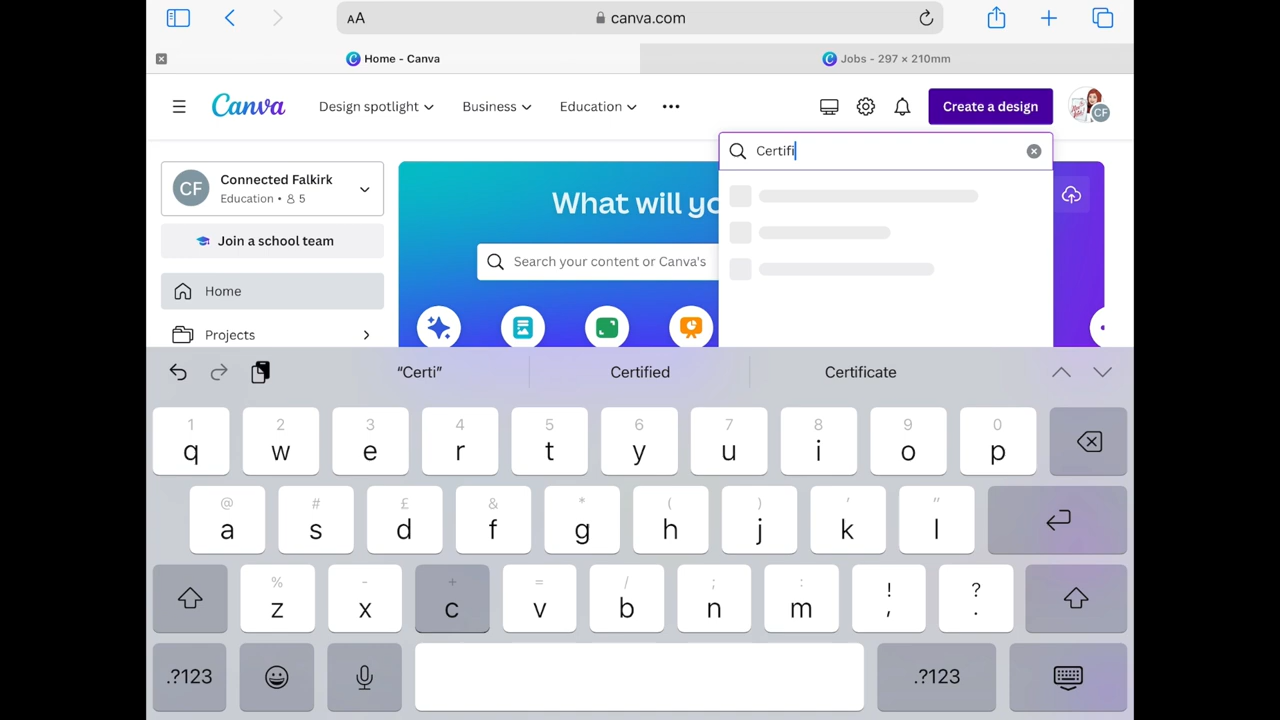 AA
canva.com
Home - Canva
Jobs - 297 × 210mm
Canva
Design spotlight
Business
Education
•••
Create a design
CF
Certifi
CF
Connected Falkirk
Education • 5
What will yo
Join a school team
Search your content or Canva's
Home
Projects
“Certi”
Certified
Certificate
1 2 3 4 5 6 7 8 9 0
q w e r t y u i o p
@ # £ & * ( ) ' "
a s d f g h j k l
% - + = / ; : ! ?
z x c v b n m , .
.?123
.?123